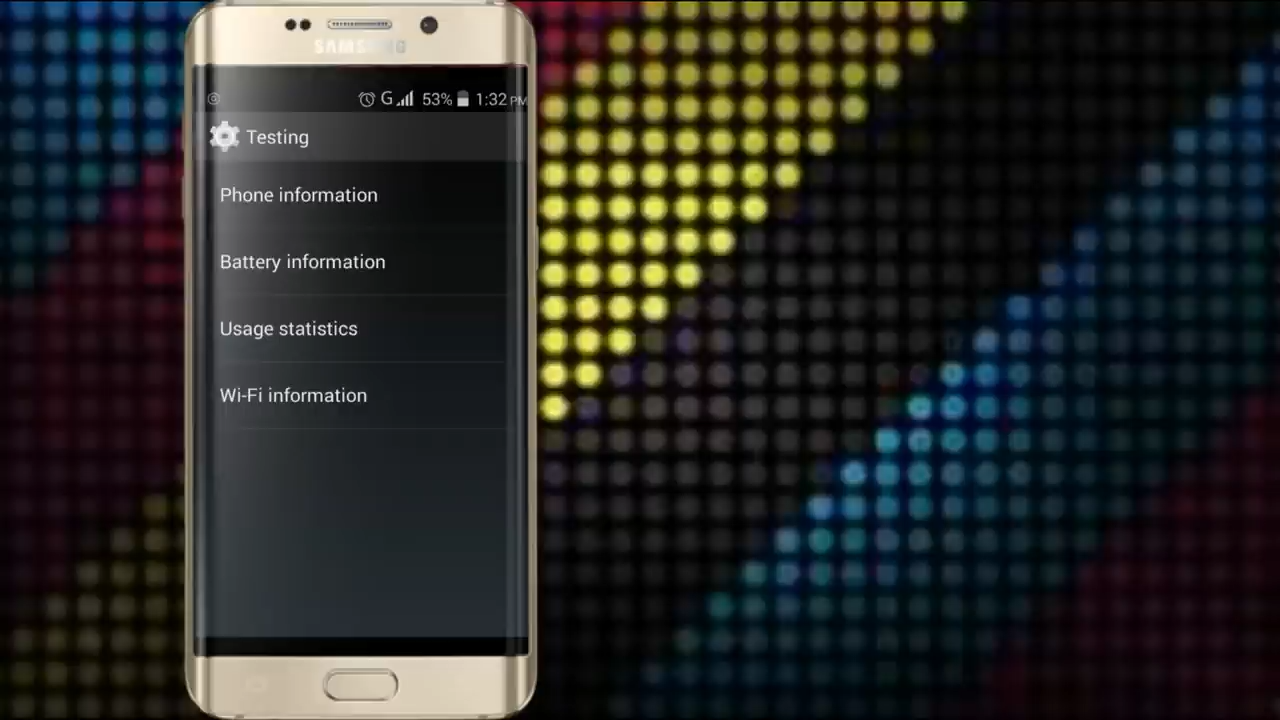 SAMSUNG
G 53% 1:32 PM
Testing
Phone information
Battery information
Usage statistics
Wi-Fi information